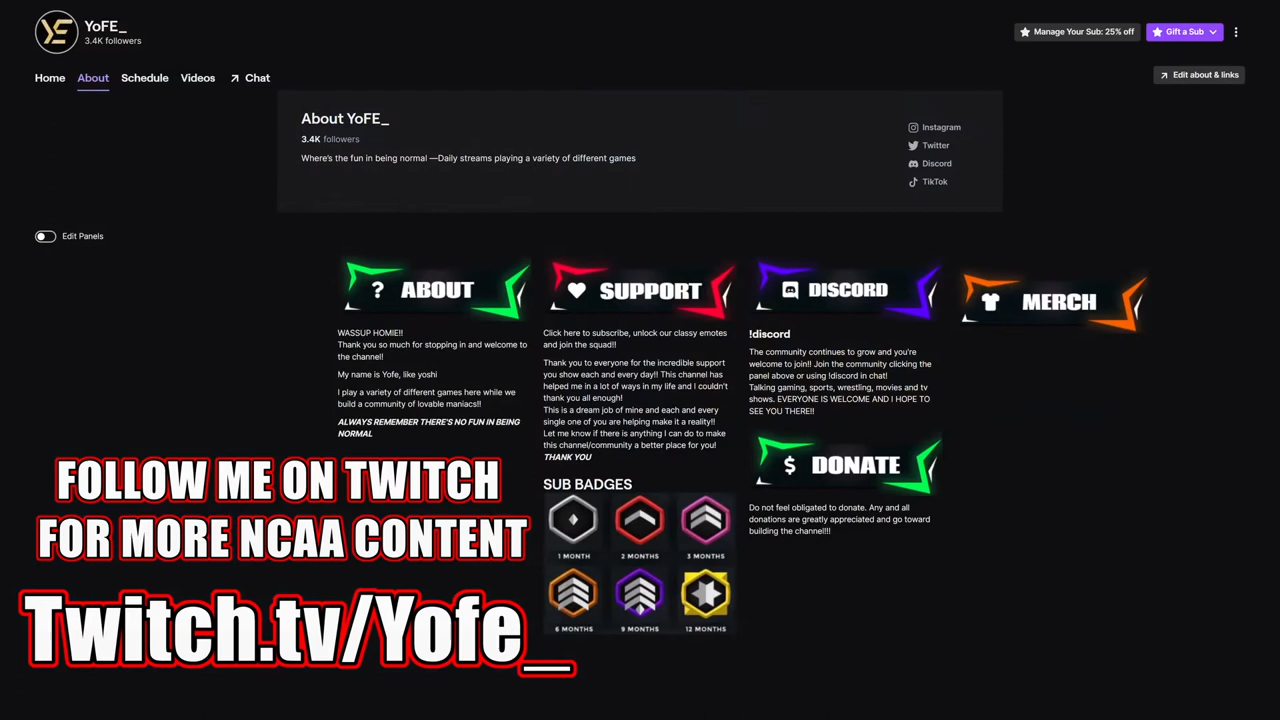 YoFE_
3.4K followers
Manage Your Sub: 25% off
Gift a Sub
Home
About
Schedule
Videos
Chat
Edit about & links
About YoFE_
3.4K followers
Where's the fun in being normal —Daily streams playing a variety of different games
Instagram
Twitter
Discord
TikTok
Edit Panels
? ABOUT
WASSUP HOMIE!!
Thank you so much for stopping in and welcome to
the channel!
My name is Yofe, like yoshi
I play a variety of different games here while we
build a community of lovable maniacs!!
ALWAYS REMEMBER THERE'S NO FUN IN BEING
NORMAL
SUPPORT
Click here to subscribe, unlock our classy emotes
and join the squad!!
Thank you to everyone for the incredible support
you show each and every day!! This channel has
helped me in a lot of ways in my life and I couldn't
thank you all enough!
This is a dream job of mine and each and every
single one of you are helping make it a reality!!
Let me know if there is anything I can do to make
this channel/community a better place for you!
THANK YOU
SUB BADGES
1 MONTH
2 MONTHS
3 MONTHS
6 MONTHS
9 MONTHS
12 MONTHS
DISCORD
!discord
The community continues to grow and you're
welcome to join!! Join the community clicking the
panel above or using !discord in chat!
Talking gaming, sports, wrestling, movies and tv
shows. EVERYONE IS WELCOME AND I HOPE TO
SEE YOU THERE!!
$ DONATE
Do not feel obligated to donate. Any and all
donations are greatly appreciated and go toward
building the channel!!!
MERCH
FOLLOW ME ON TWITCH
FOR MORE NCAA CONTENT
Twitch.tv/Yofe_